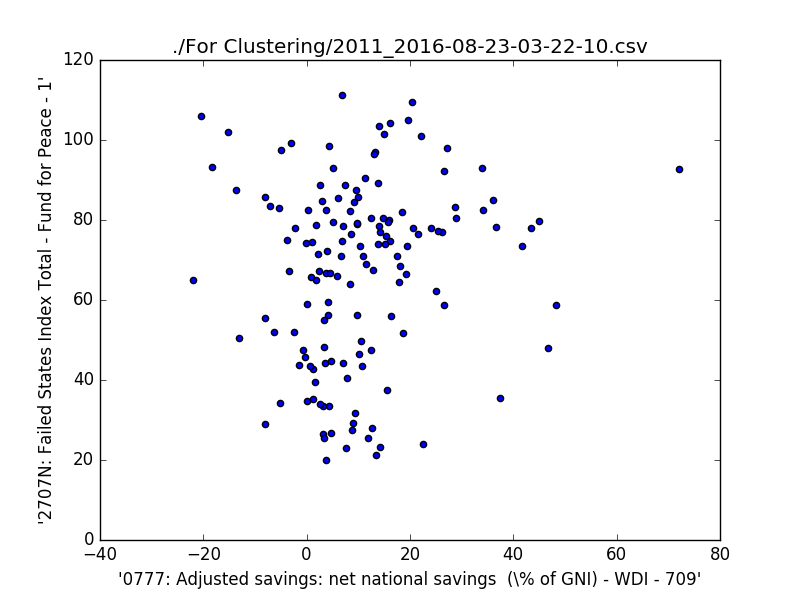 ./For Clustering/2011_2016-08-23-03-22-10.csv
'2707N: Failed States Index Total - Fund for Peace - 1'
120
100
80
60
40
20
0
−40 −20 0 20 40 60 80
'0777: Adjusted savings: net national savings  (\% of GNI) - WDI - 709'